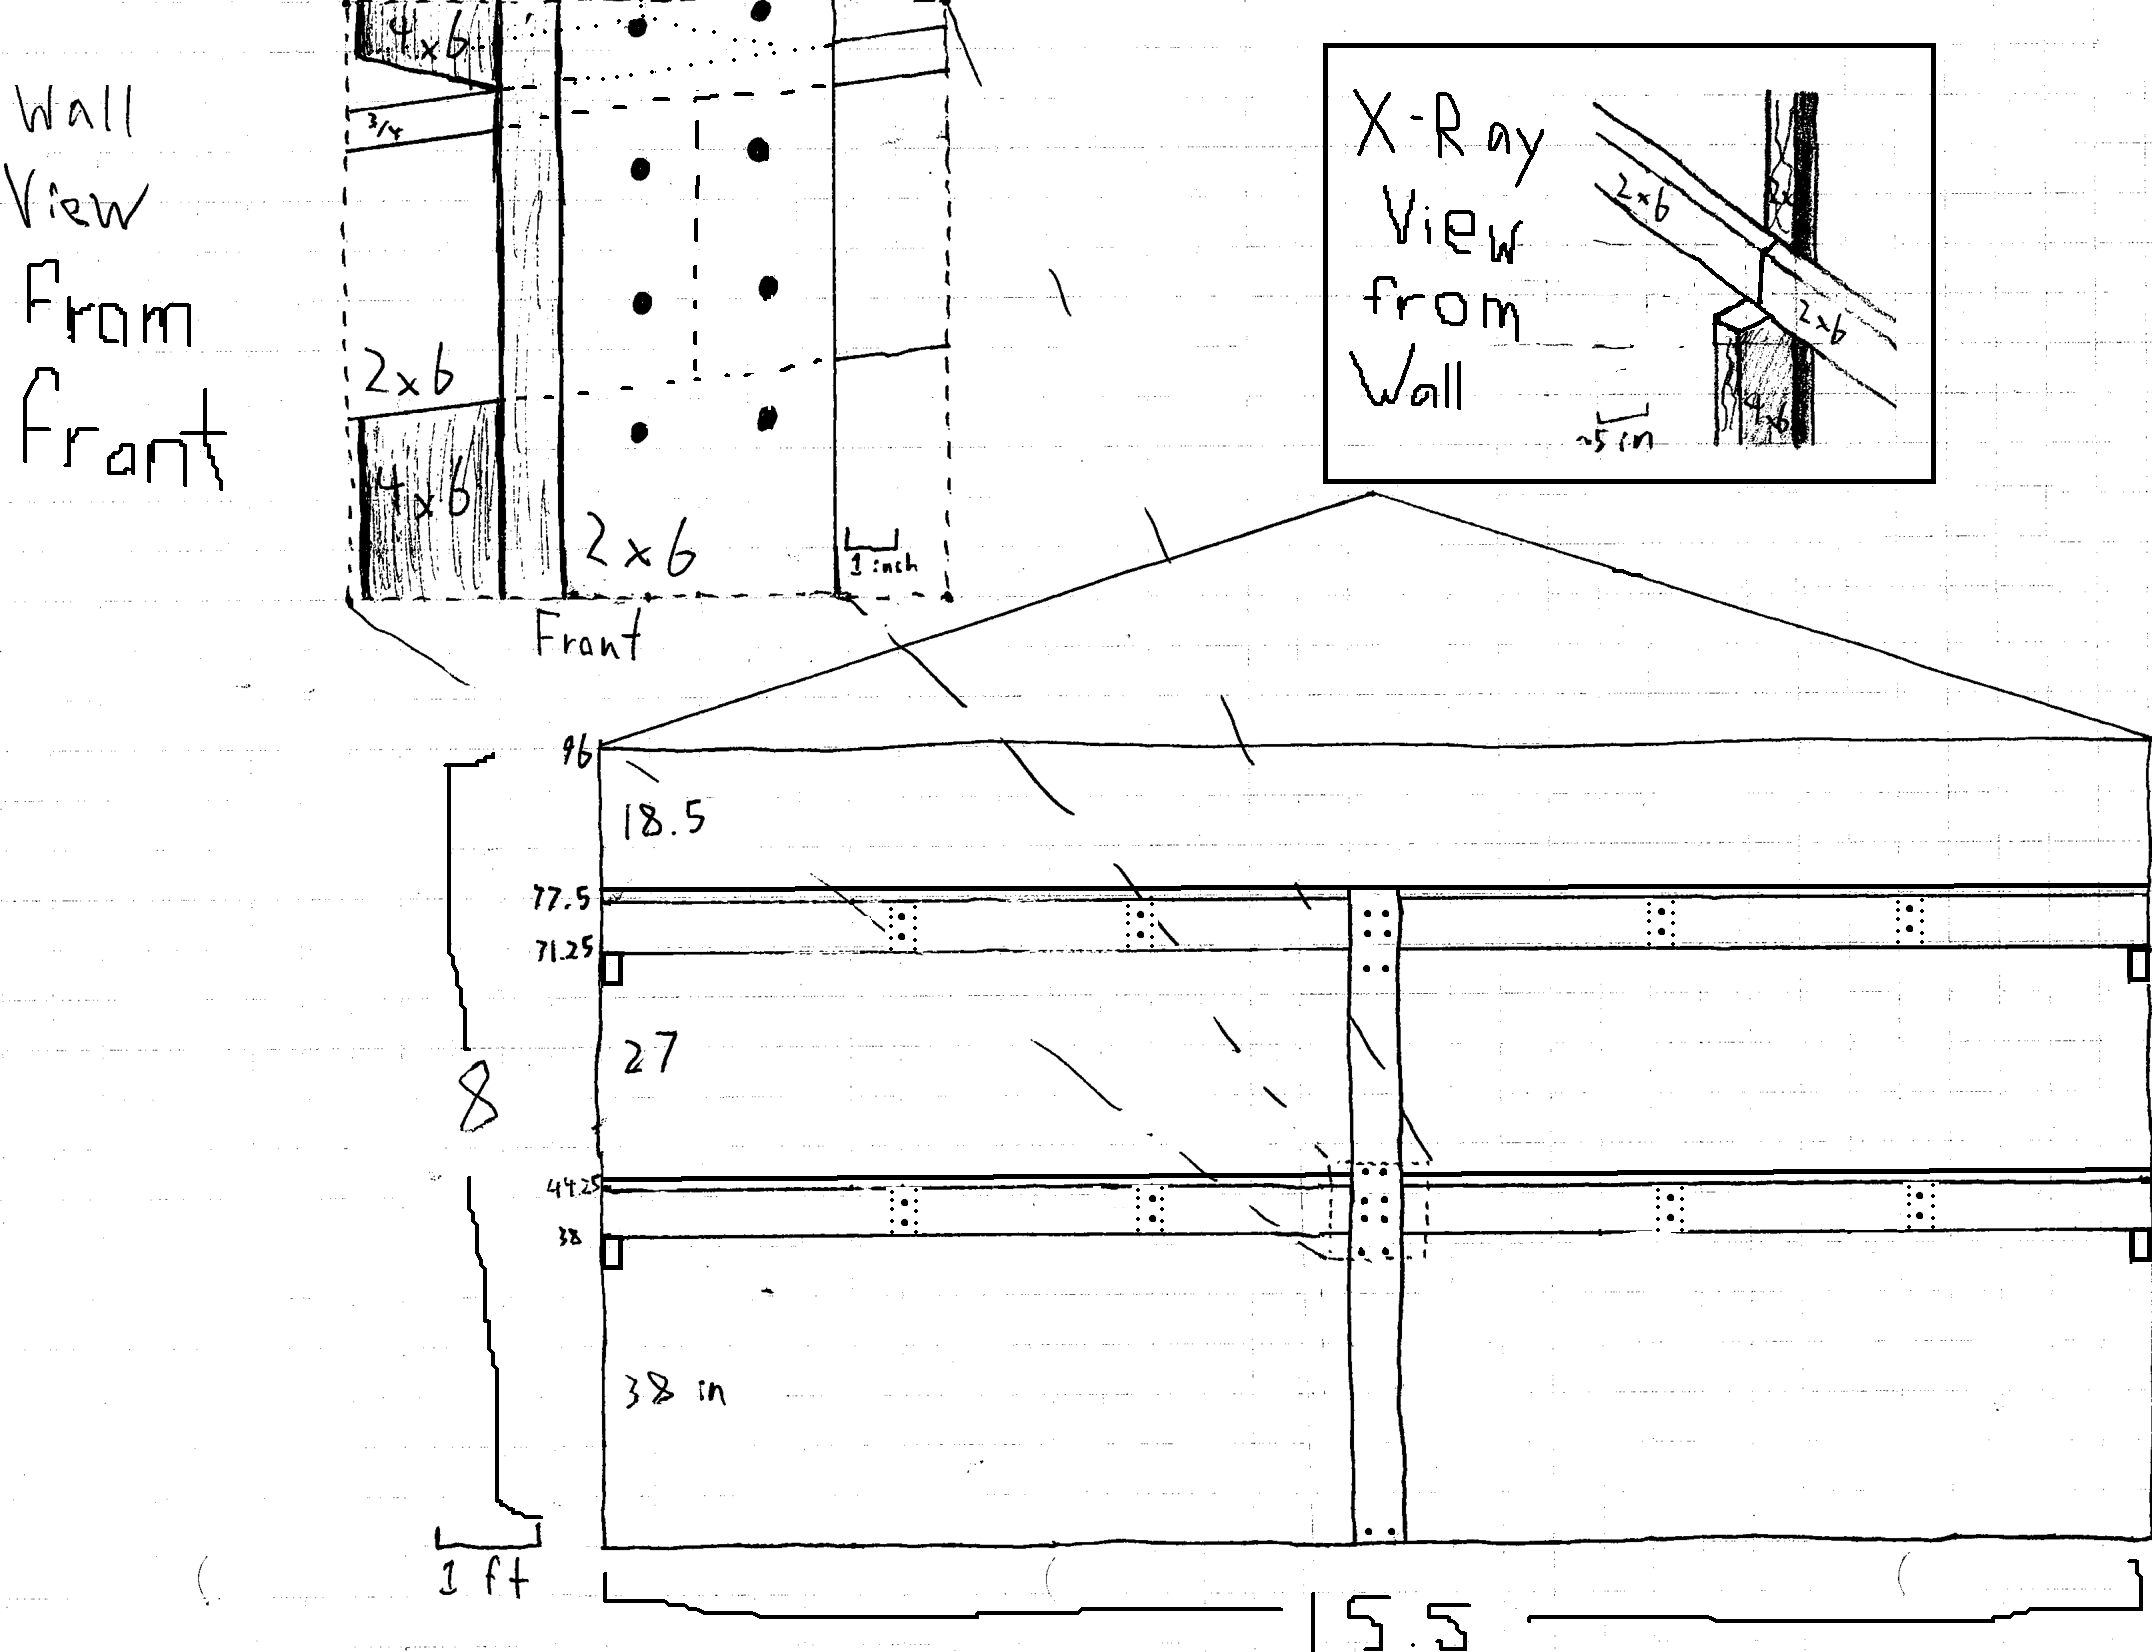 Wall
View
From
Front
4x6
3/4
2x6
4x6
2x6
1 inch
Front
X-Ray
View
from
Wall
2x6
2x6
4x6
~5 in
96
18.5
77.5
71.25
27
8
44.25
38
38 in
1 ft
15.5